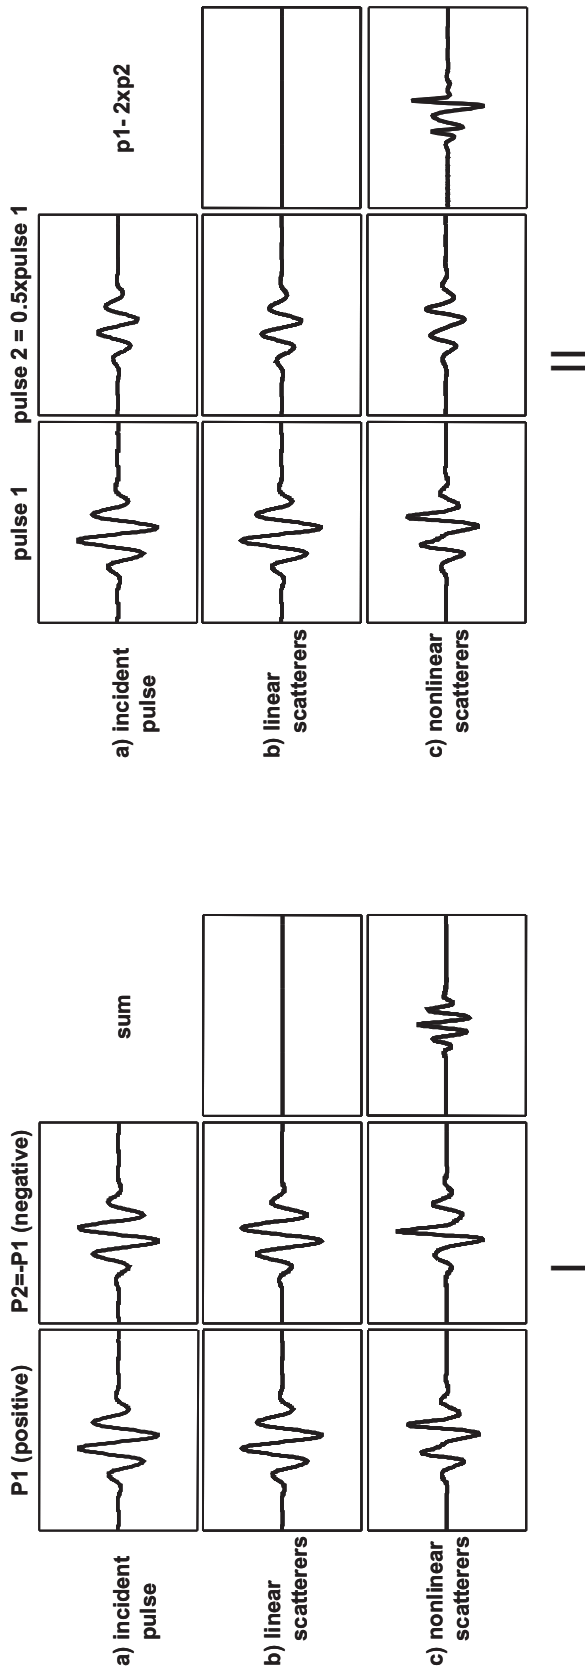 P1 (positive)
P2=-P1 (negative)
sum
a) incident
pulse
b) linear
scatterers
c) nonlinear
scatterers
I
pulse 1
pulse 2 = 0.5xpulse 1
p1- 2xp2
a) incident
pulse
b) linear
scatterers
c) nonlinear
scatterers
II